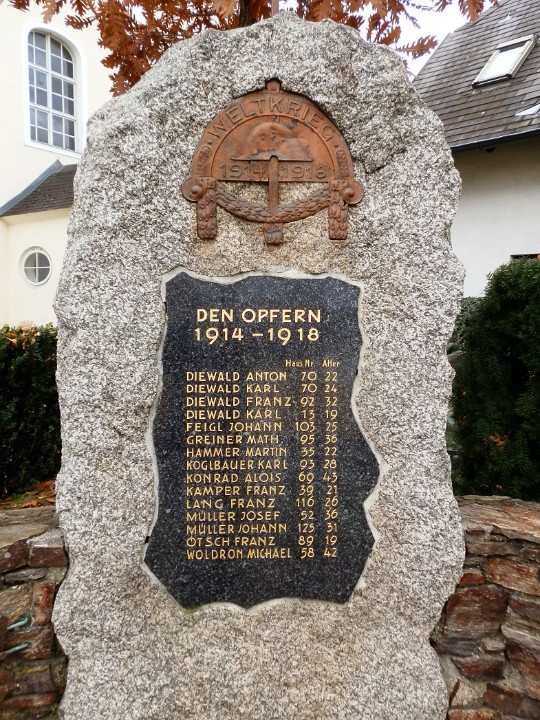 WELTKRIEG
1914 1918
DEN OPFERN
1914-1918
Haus Nr. Alter
DIEWALD ANTON 70 22
DIEWALD KARL 70 24
DIEWALD FRANZ 92 32
DIEWALD KARL 13 19
FEIGL JOHANN 103 25
GREINER MATH. 95 36
HAMMER MARTIN 35 22
KOGLBAUER KARL 93 28
KONRAD ALOIS 69 43
KAMPER FRANZ 39 21
LANG FRANZ 116 26
MÜLLER JOSEF 52 36
MÜLLER JOHANN 125 31
ÖTSCH FRANZ 89 19
WOLDRON MICHAEL 58 42